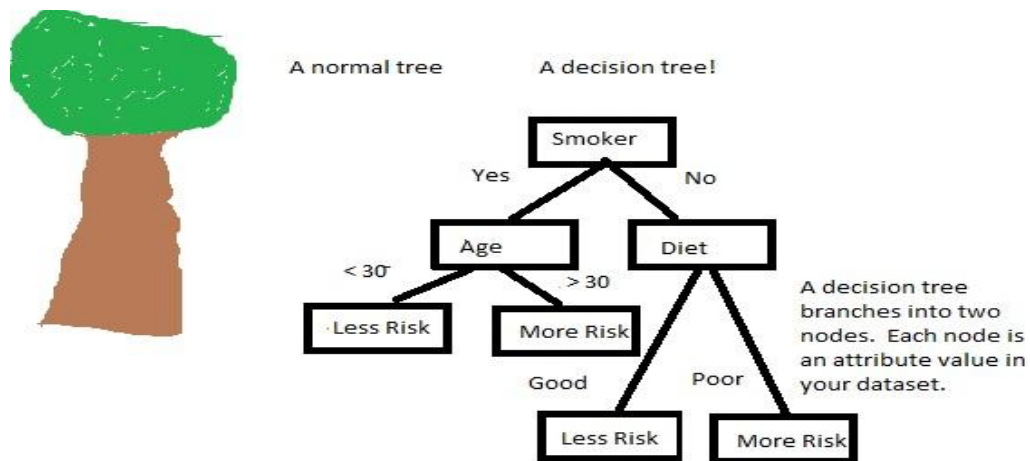 A normal tree
A decision tree!
Smoker
Yes
No
Age
Diet
< 30
> 30
Less Risk
More Risk
A decision tree
branches into two
nodes.  Each node is
an attribute value in
your dataset.
Good
Poor
Less Risk
More Risk